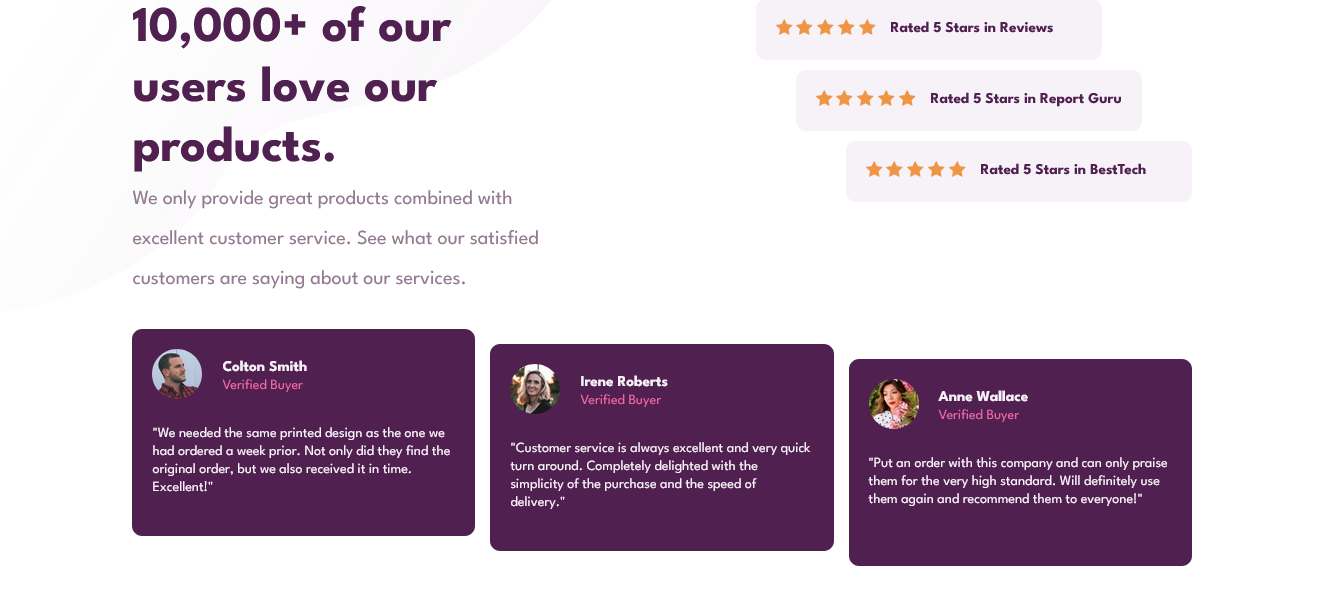 10,000+ of our
users love our
products.
We only provide great products combined with
excellent customer service. See what our satisfied
customers are saying about our services.
Rated 5 Stars in Reviews
Rated 5 Stars in Report Guru
Rated 5 Stars in BestTech
Colton Smith
Verified Buyer
"We needed the same printed design as the one we
had ordered a week prior. Not only did they find the
original order, but we also received it in time.
Excellent!"
Irene Roberts
Verified Buyer
"Customer service is always excellent and very quick
turn around. Completely delighted with the
simplicity of the purchase and the speed of
delivery."
Anne Wallace
Verified Buyer
"Put an order with this company and can only praise
them for the very high standard. Will definitely use
them again and recommend them to everyone!"